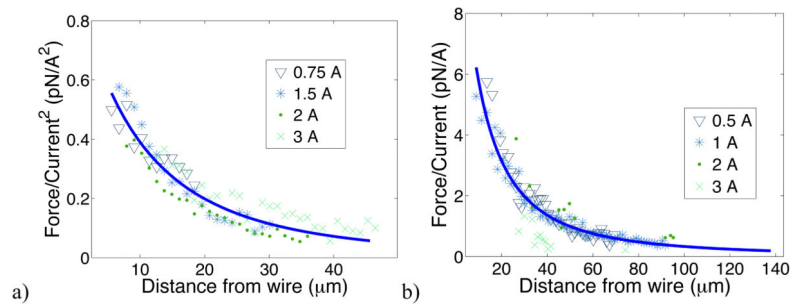 0.8
0.6
0.4
0.2
0
Force/Current² (pN/A²)
0.75 A
1.5 A
2 A
3 A
10 20 30 40
Distance from wire (μm)
a)
8
6
4
2
0
Force/Current (pN/A)
0.5 A
1 A
2 A
3 A
20 40 60 80 100 120 140
Distance from wire (μm)
b)